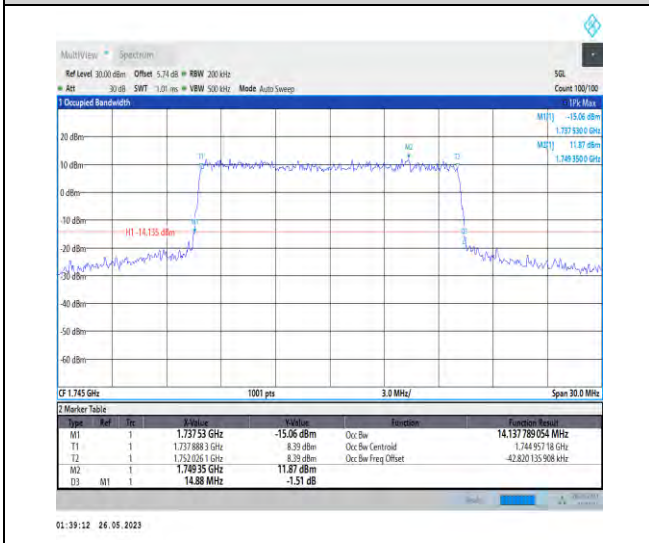 MultiView Spectrum
Ref Level 30.00 dBm Offset 5.74 dB RBW 200 kHz SGL
Att 30 dB SWT 1.01 ms VBW 500 kHz Mode Auto Sweep Count 100/100
1 Occupied Bandwidth 1Pk Max
M1[1] -15.06 dBm
1.737 530 0 GHz
M2[1] 11.87 dBm
1.749 350 0 GHz
20 dBm
T1 M2 T2
10 dBm
0 dBm
-10 dBm
M1
H1 -14.135 dBm
D3
-20 dBm
-30 dBm
-40 dBm
-50 dBm
-60 dBm
CF 1.745 GHz 1001 pts 3.0 MHz/ Span 30.0 MHz
2 Marker Table
Type Ref Trc X-Value Y-Value Function Function Result
M1 1 1.737 53 GHz -15.06 dBm Occ Bw 14.137 789 054 MHz
T1 1 1.737 888 3 GHz 8.39 dBm Occ Bw Centroid 1.744 957 18 GHz
T2 1 1.752 026 1 GHz 8.39 dBm Occ Bw Freq Offset -42.820 135 908 kHz
M2 1 1.749 35 GHz 11.87 dBm
D3 M1 1 14.88 MHz -1.51 dB
01:39:12 26.05.2023